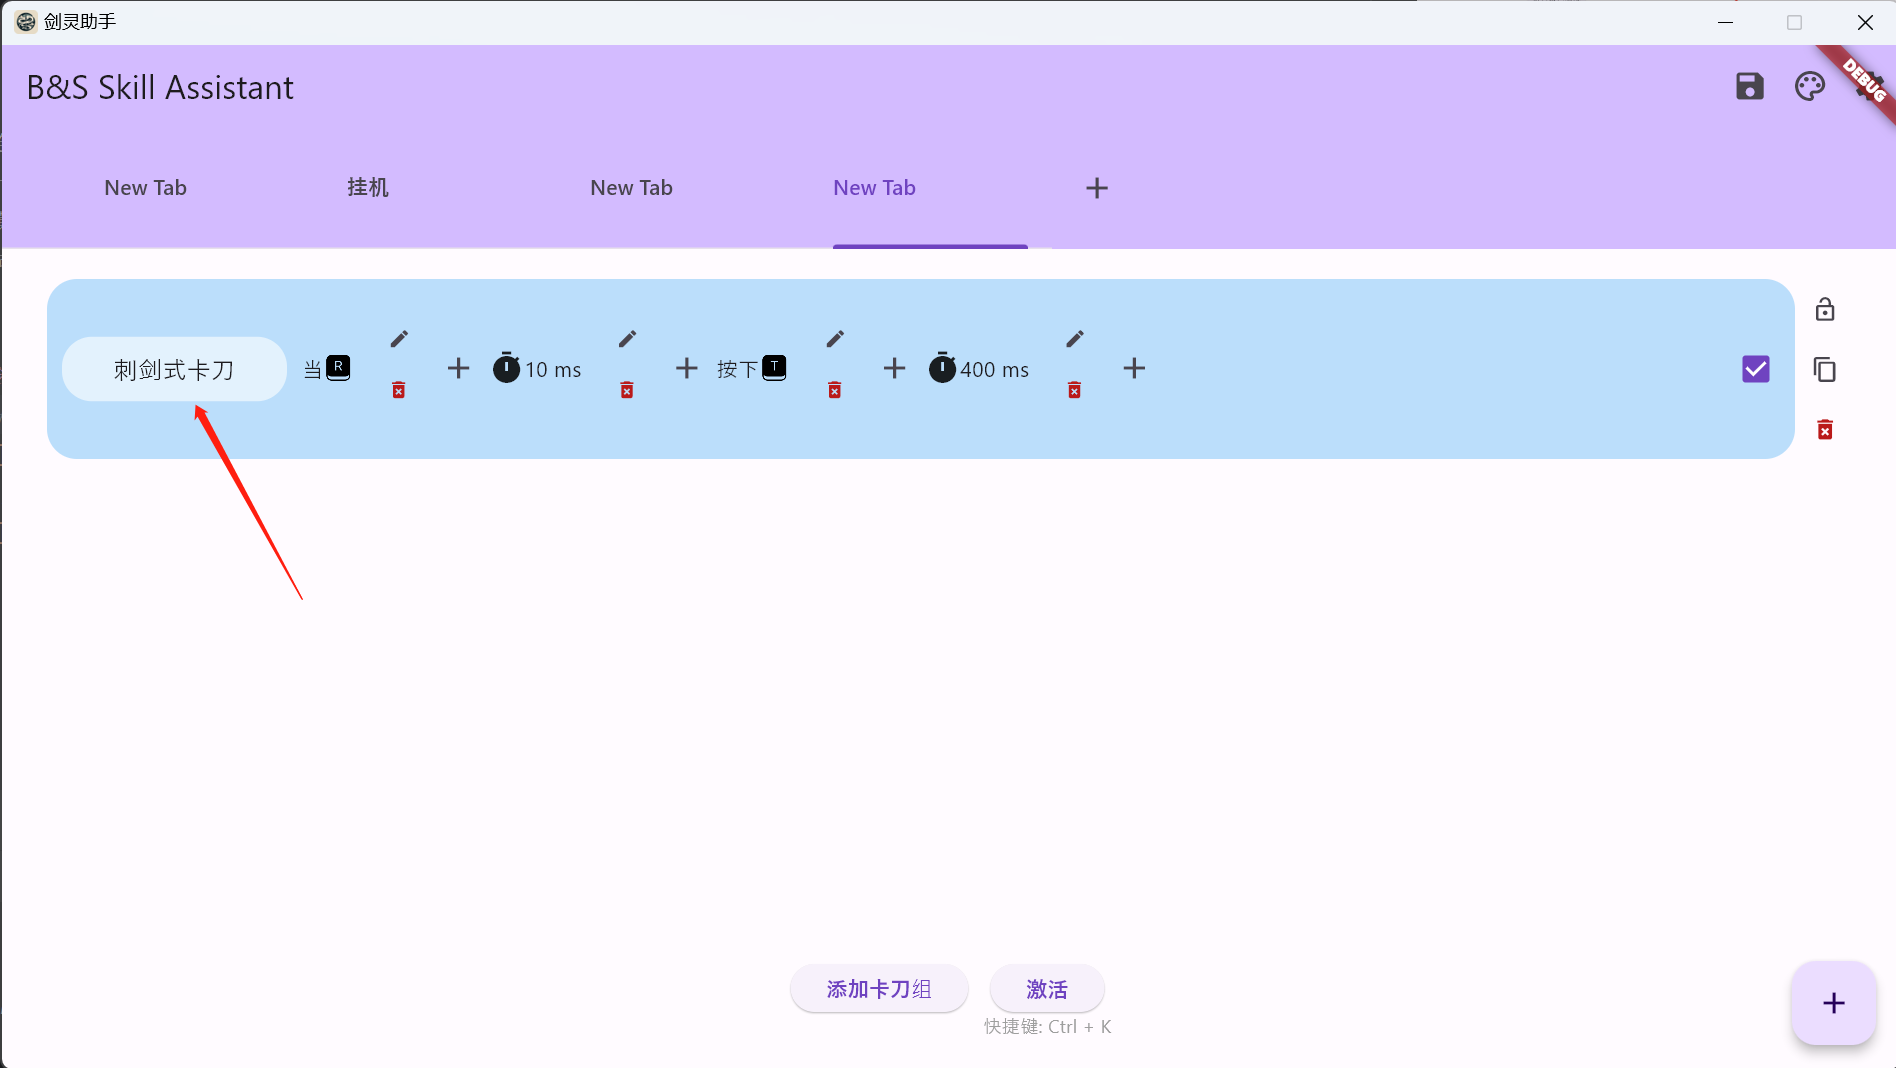 剑灵助手
B&S Skill Assistant
DEBUG
New Tab
挂机
New Tab
New Tab
刺剑式卡刀
当 R
10 ms
按下 T
400 ms
添加卡刀组
激活
快捷键: Ctrl + K